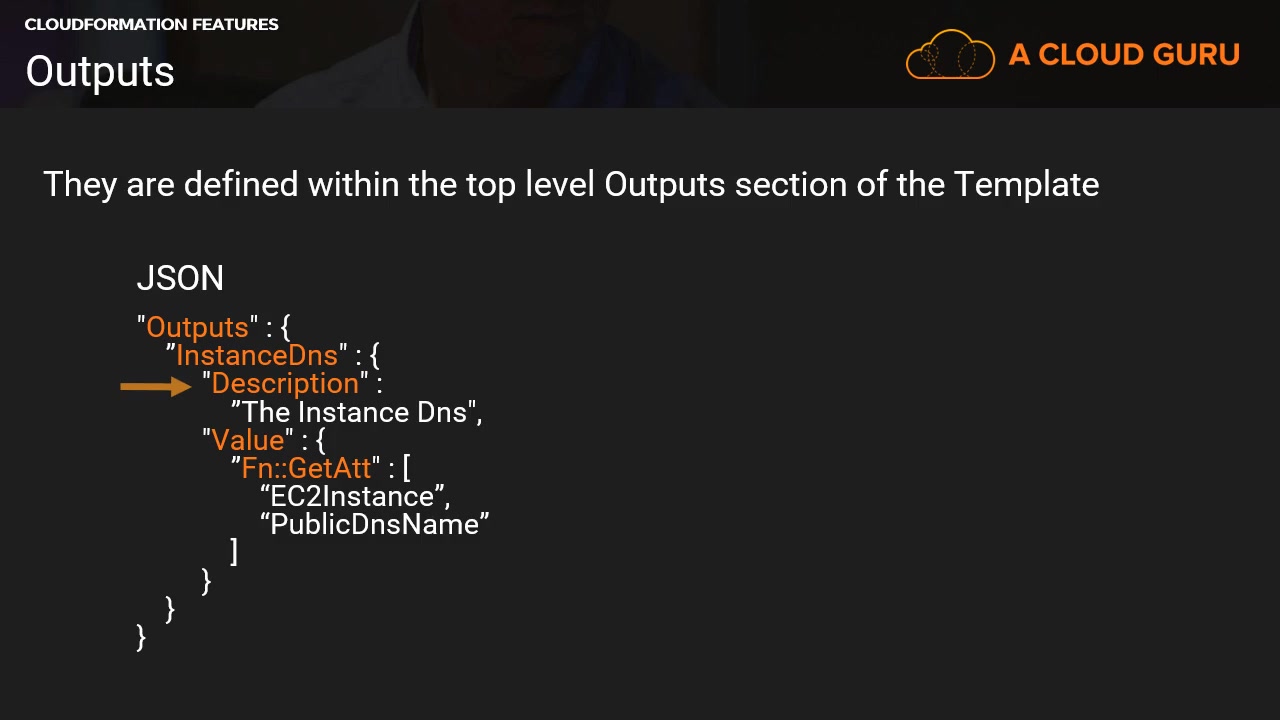 CLOUDFORMATION FEATURES
Outputs
A CLOUD GURU
They are defined within the top level Outputs section of the Template
JSON
"Outputs" : {
”InstanceDns" : {
"Description" :
”The Instance Dns",
"Value" : {
”Fn::GetAtt" : [
“EC2Instance”,
“PublicDnsName”
]
}
}
}